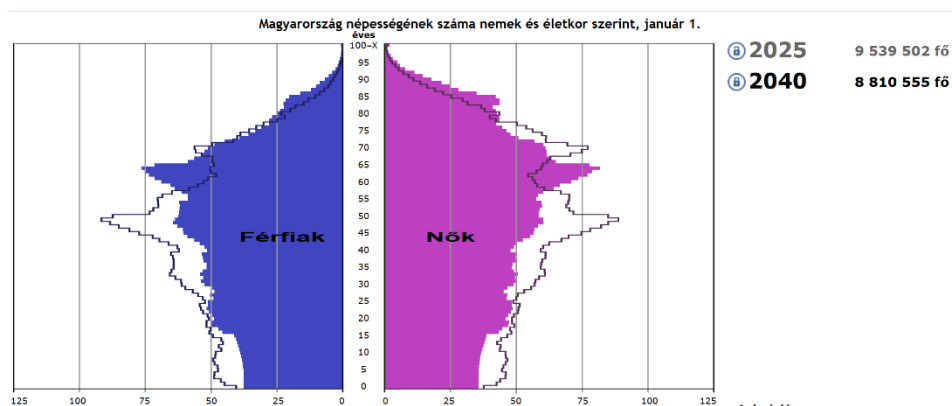 Magyarország népességének száma nemek és életkor szerint, január 1.
éves
100-X
95
90
85
80
75
70
65
60
55
50
45
40
35
30
25
20
15
10
5
0
Férfiak
Nők
125 100 75 50 25 0
0 25 50 75 100 125
2025 9 539 502 fő
2040 8 810 555 fő